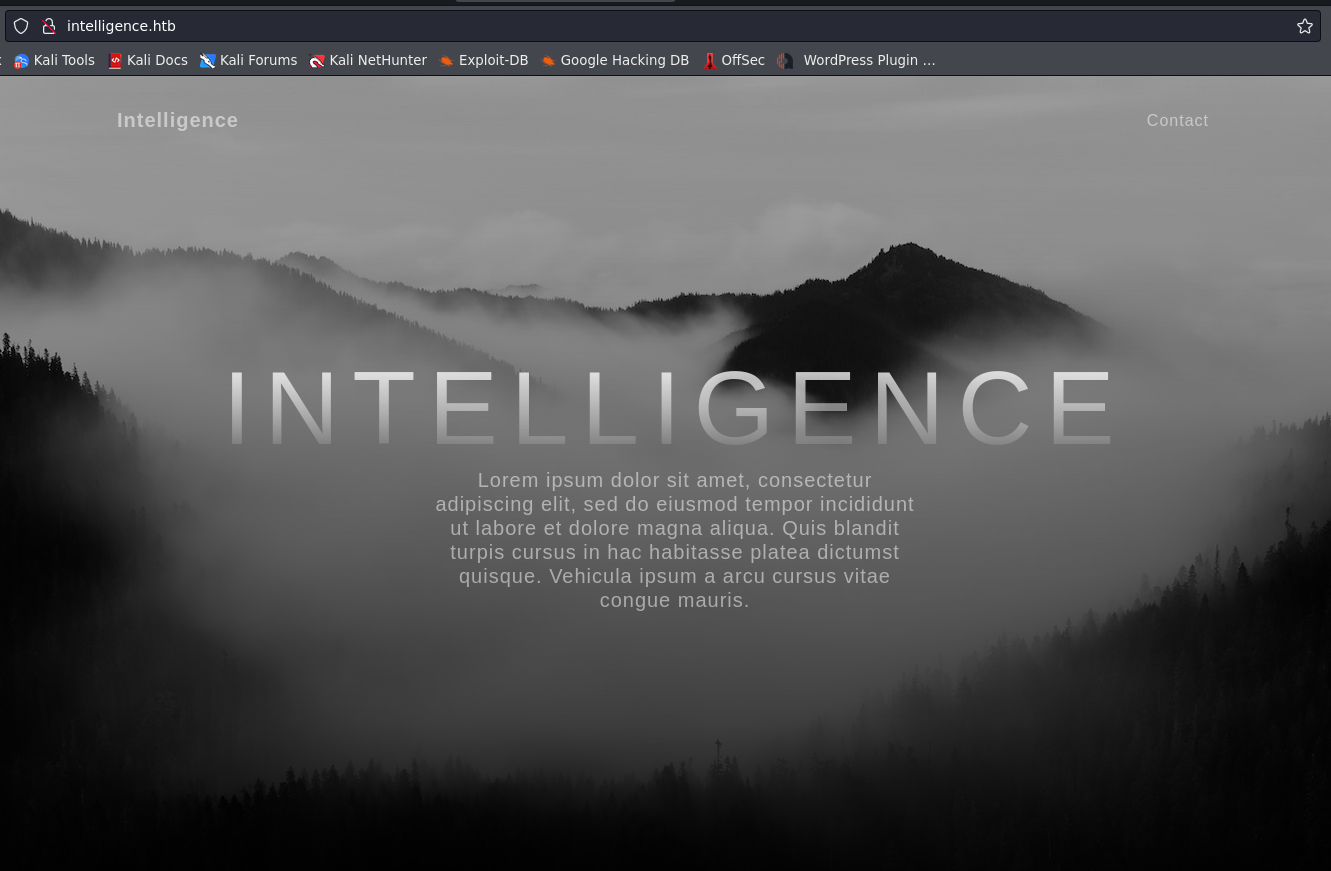 intelligence.htb
Kali Tools Kali Docs Kali Forums Kali NetHunter Exploit-DB Google Hacking DB OffSec WordPress Plugin …
Intelligence Contact
INTELLIGENCE
Lorem ipsum dolor sit amet, consectetur
adipiscing elit, sed do eiusmod tempor incididunt
ut labore et dolore magna aliqua. Quis blandit
turpis cursus in hac habitasse platea dictumst
quisque. Vehicula ipsum a arcu cursus vitae
congue mauris.